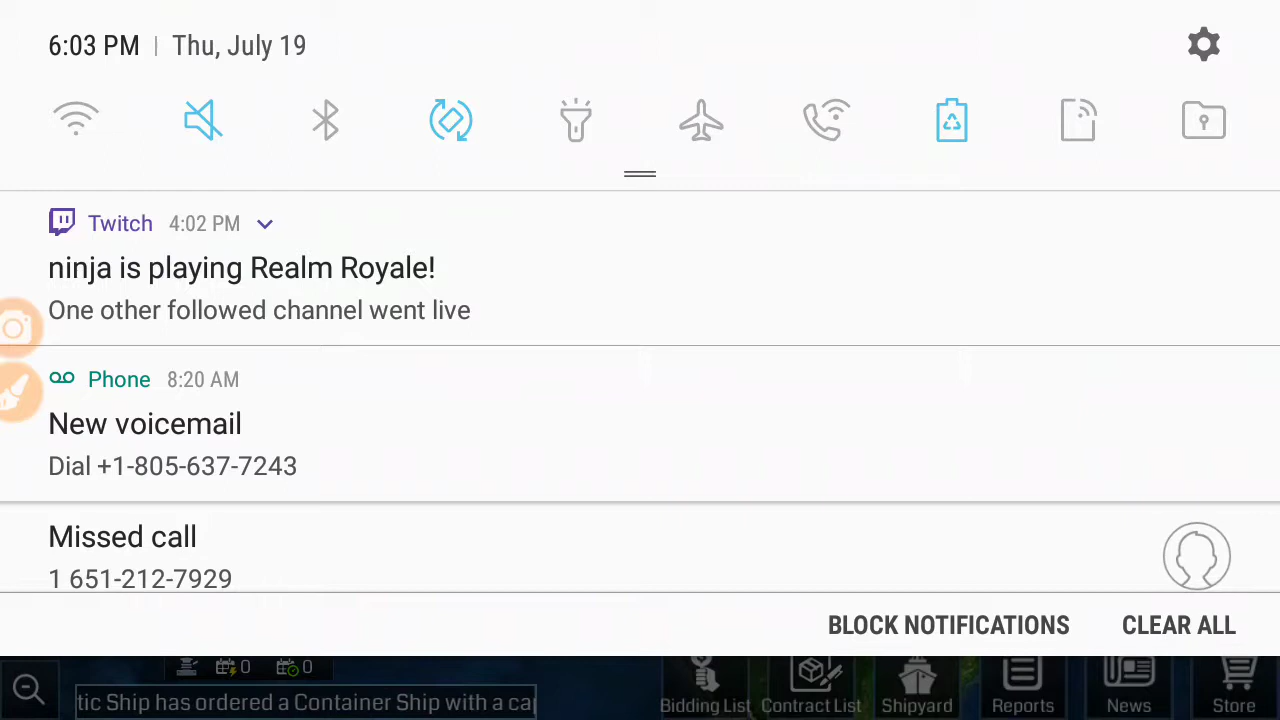 6:03 PM | Thu, July 19
Twitch 4:02 PM
ninja is playing Realm Royale!
One other followed channel went live
Phone 8:20 AM
New voicemail
Dial +1-805-637-7243
Missed call
1 651-212-7929
BLOCK NOTIFICATIONS CLEAR ALL
0 0
tic Ship has ordered a Container Ship with a ca
Bidding List Contract List Shipyard Reports News Store